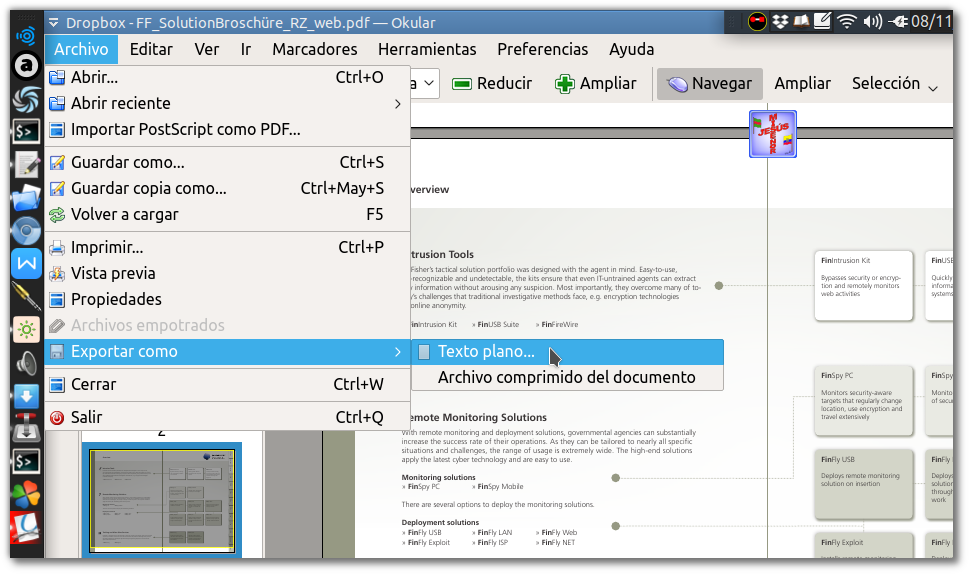 Dropbox - FF_SolutionBroschüre_RZ_web.pdf — Okular
08/11
Archivo Editar Ver Ir Marcadores Herramientas Preferencias Ayuda
Reducir Ampliar Navegar Ampliar Selección
Abrir... Ctrl+O
Abrir reciente
Importar PostScript como PDF...
Guardar como... Ctrl+S
Guardar copia como... Ctrl+May+S
Volver a cargar F5
Imprimir... Ctrl+P
Vista previa
Propiedades
Archivos empotrados
Exportar como
Cerrar Ctrl+W
Salir Ctrl+Q
Texto plano...
Archivo comprimido del documento
2
JESÚS
verview
trusion Tools
Fisher's tactical solution portfolio was designed with the agent in mind. Easy-to-use,
recognizable and undetectable, the kits ensure that even IT-untrained agents can extract
information without arousing any suspicion. Most importantly, they overcome many of to-
y's challenges that traditional investigative methods face, e.g. encryption technologies
online anonymity.
inIntrusion Kit » FinUSB Suite » FinFireWire
emote Monitoring Solutions
With remote monitoring and deployment solutions, governmental agencies can substantially
increase the success rate of their operations. As they can be tailored to nearly all specific
situations and challenges, the range of usage is extremely wide. The high-end solutions
apply the latest cyber technology and are easy to use.
Monitoring solutions
» FinSpy PC » FinSpy Mobile
There are several options to deploy the monitoring solutions.
Deployment solutions
» FinFly USB » FinFly LAN » FinFly Web
» FinFly Exploit » FinFly ISP » FinFly NET
FinIntrusion Kit
Bypasses security or encryp-
tion and remotely monitors
web activities
FinUSB
Quickly
informa
systems
FinSpy PC
Monitors security-aware
targets that regularly change
location, use encryption and
travel extensively
FinSpy
Monito
of secu
FinFly USB
Deploys remote monitoring
solution on insertion
FinFly
Deploys
solution
through
work
FinFly Exploit
FinFly